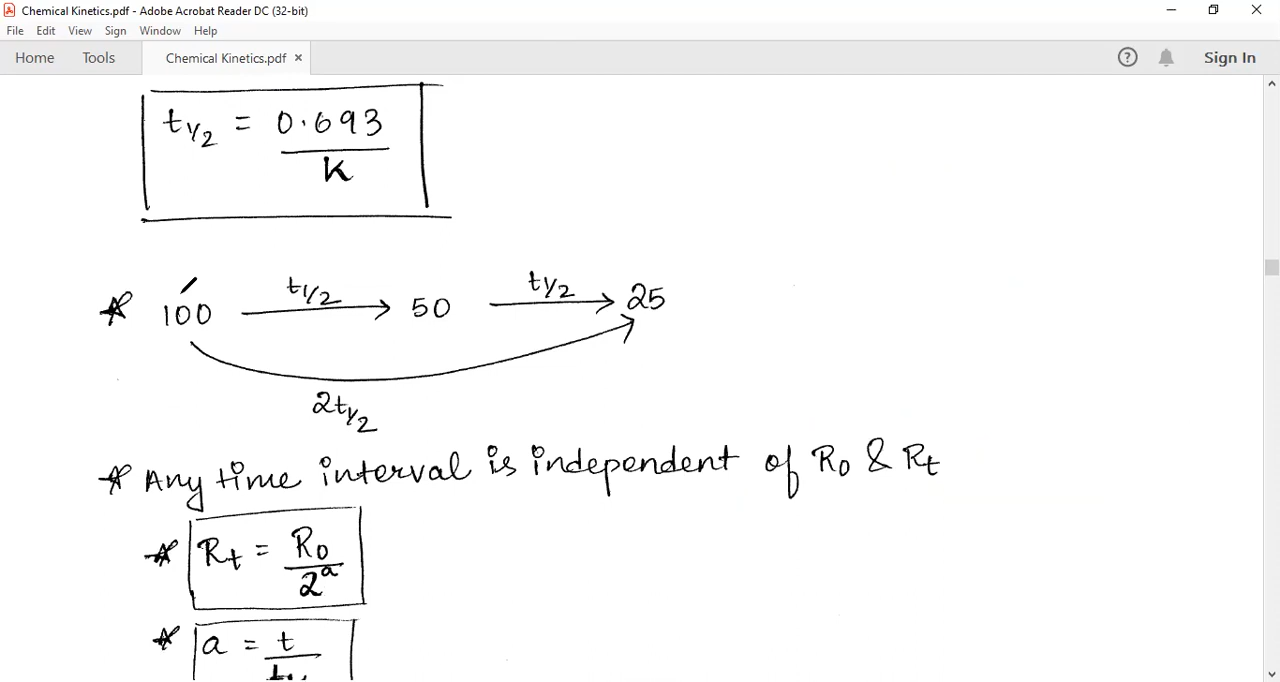 Chemical Kinetics.pdf - Adobe Acrobat Reader DC (32-bit)
File Edit View Sign Window Help
Home Tools Chemical Kinetics.pdf × ? Sign In
t1/2 = 0.693
K
* 100 t1/2 → 50 t1/2 → 25
2t1/2
* Any time interval is independent of R0 & Rt
* Rt = R0
2^a
* a = t